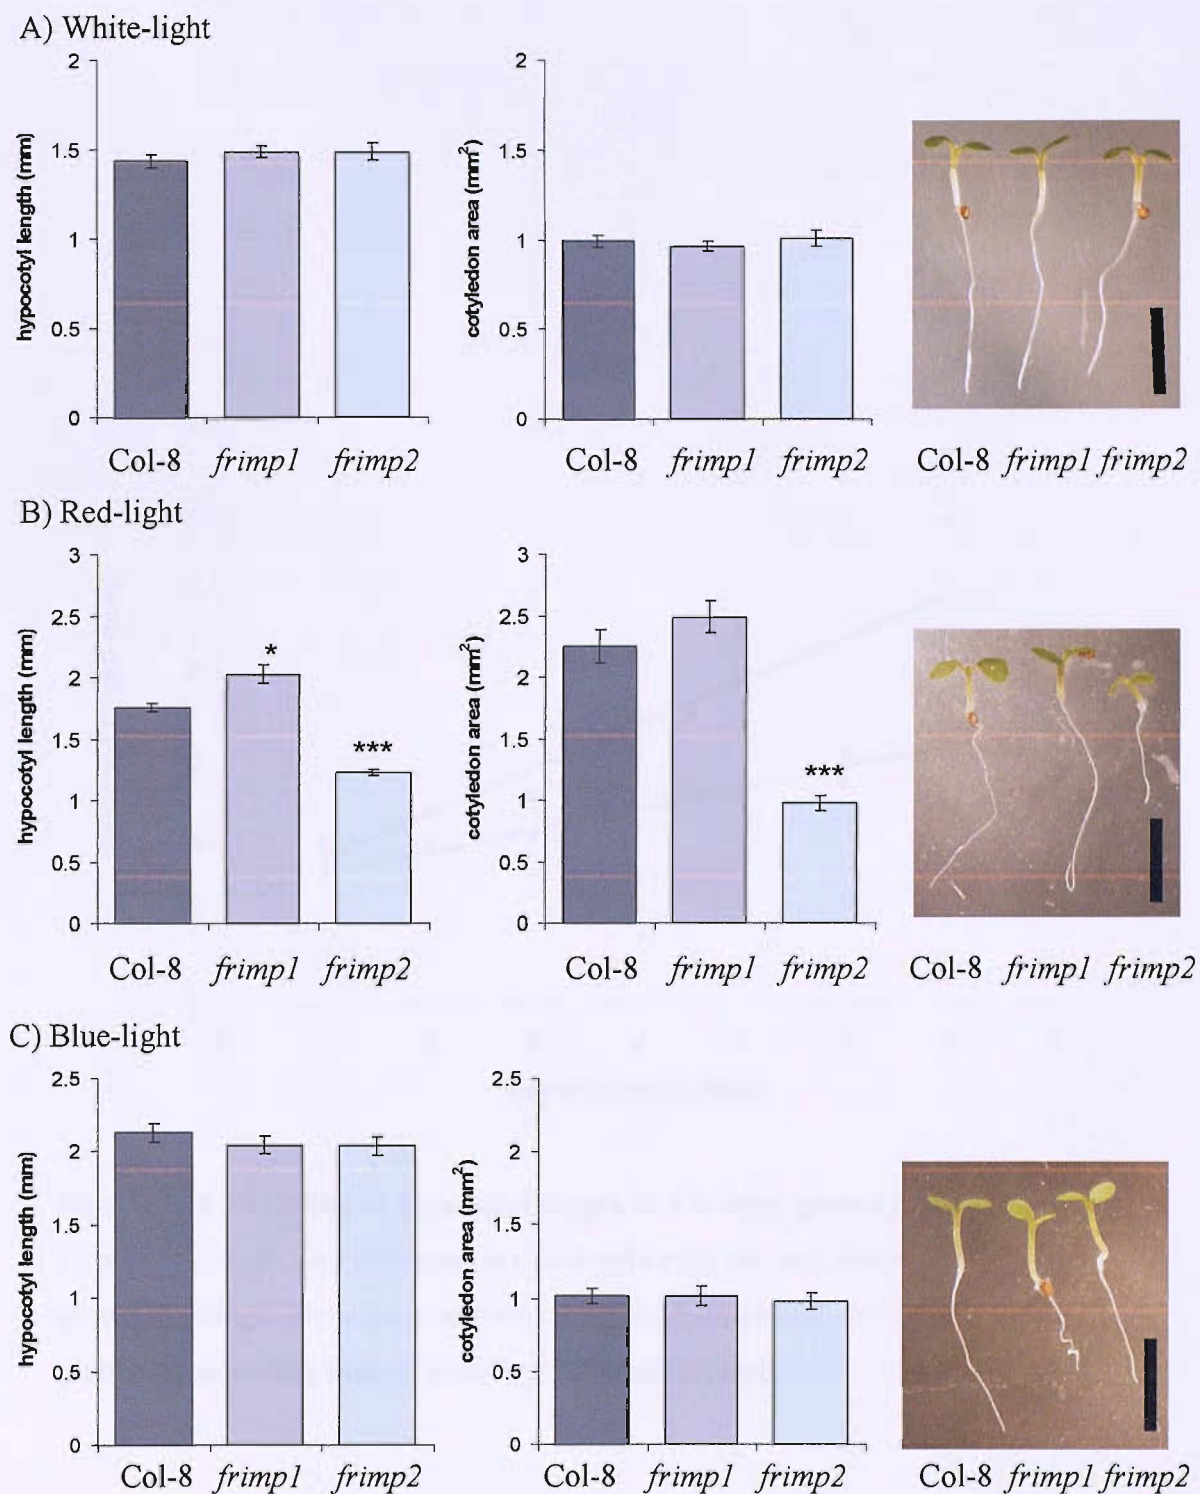 A) White-light
hypocotyl length (mm)
2
1.5
1
0.5
0
Col-8 frimp1 frimp2
cotyledon area (mm²)
2
1.5
1
0.5
0
Col-8 frimp1 frimp2
Col-8 frimp1 frimp2
B) Red-light
hypocotyl length (mm)
3
2.5
2
1.5
1
0.5
0
*
***
Col-8 frimp1 frimp2
cotyledon area (mm²)
3
2.5
2
1.5
1
0.5
0
***
Col-8 frimp1 frimp2
Col-8 frimp1 frimp2
C) Blue-light
hypocotyl length (mm)
2.5
2
1.5
1
0.5
0
Col-8 frimp1 frimp2
cotyledon area (mm²)
2.5
2
1.5
1
0.5
0
Col-8 frimp1 frimp2
Col-8 frimp1 frimp2